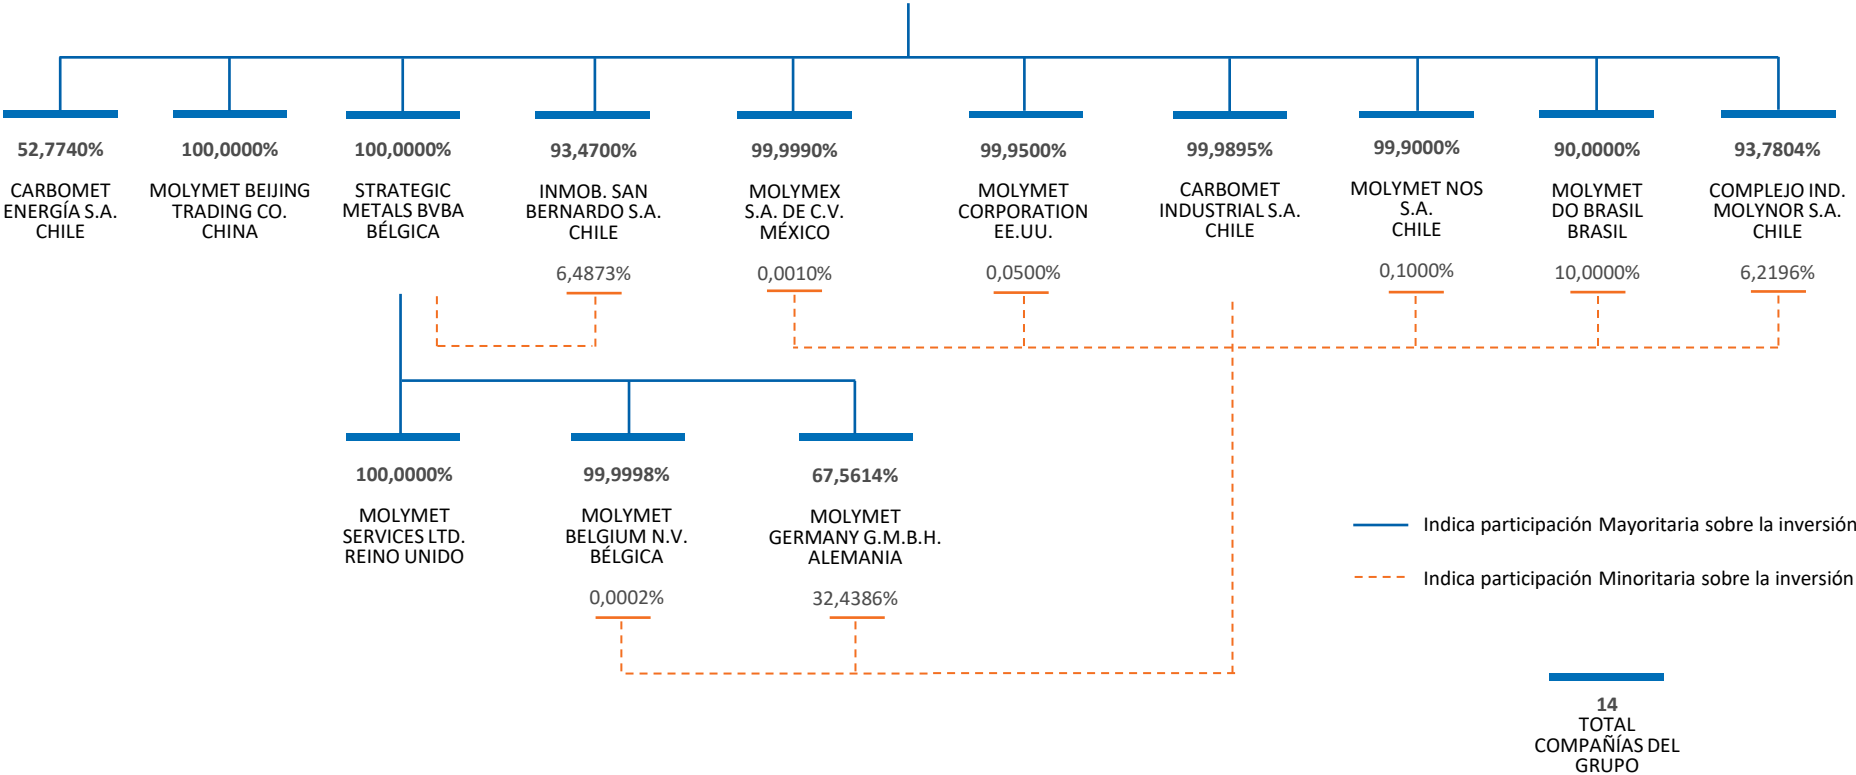 52,7740%
CARBOMET
ENERGÍA S.A.
CHILE
100,0000%
MOLYMET BEIJING
TRADING CO.
CHINA
100,0000%
STRATEGIC
METALS BVBA
BÉLGICA
93,4700%
INMOB. SAN
BERNARDO S.A.
CHILE
6,4873%
99,9990%
MOLYMEX
S.A. DE C.V.
MÉXICO
0,0010%
99,9500%
MOLYMET
CORPORATION
EE.UU.
0,0500%
99,9895%
CARBOMET
INDUSTRIAL S.A.
CHILE
99,9000%
MOLYMET NOS
S.A.
CHILE
0,1000%
90,0000%
MOLYMET
DO BRASIL
BRASIL
10,0000%
93,7804%
COMPLEJO IND.
MOLYNOR S.A.
CHILE
6,2196%
100,0000%
MOLYMET
SERVICES LTD.
REINO UNIDO
99,9998%
MOLYMET
BELGIUM N.V.
BÉLGICA
0,0002%
67,5614%
MOLYMET
GERMANY G.M.B.H.
ALEMANIA
32,4386%
Indica participación Mayoritaria sobre la inversión
Indica participación Minoritaria sobre la inversión
14
TOTAL
COMPAÑÍAS DEL
GRUPO